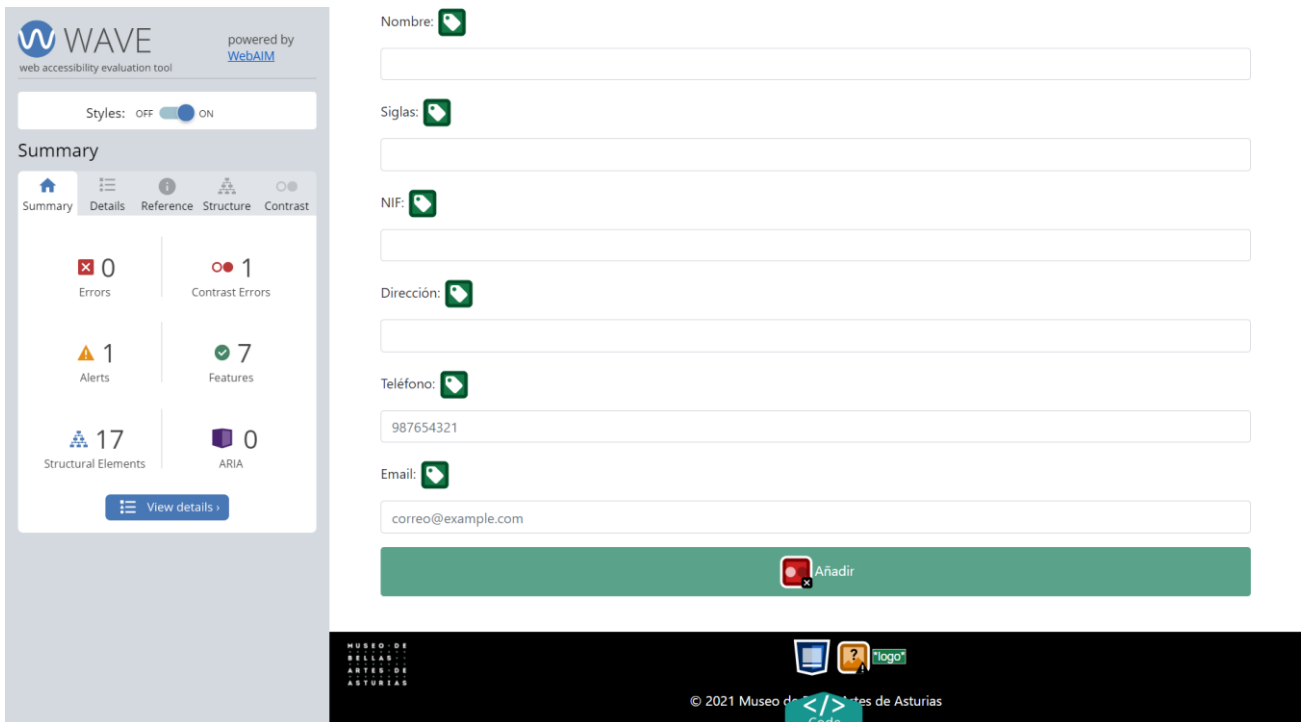 WAVE
powered by
WebAIM
web accessibility evaluation tool
Styles: OFF ON
Summary
Summary Details Reference Structure Contrast
0
Errors
1
Contrast Errors
1
Alerts
7
Features
17
Structural Elements
0
ARIA
View details ›
Nombre:
Siglas:
NIF:
Dirección:
Teléfono:
987654321
Email:
correo@example.com
Añadir
MUSEO DE
BELLAS
ARTES DE
ASTURIAS
*logo*
© 2021 Museo de Artes de Asturias
</>
Code